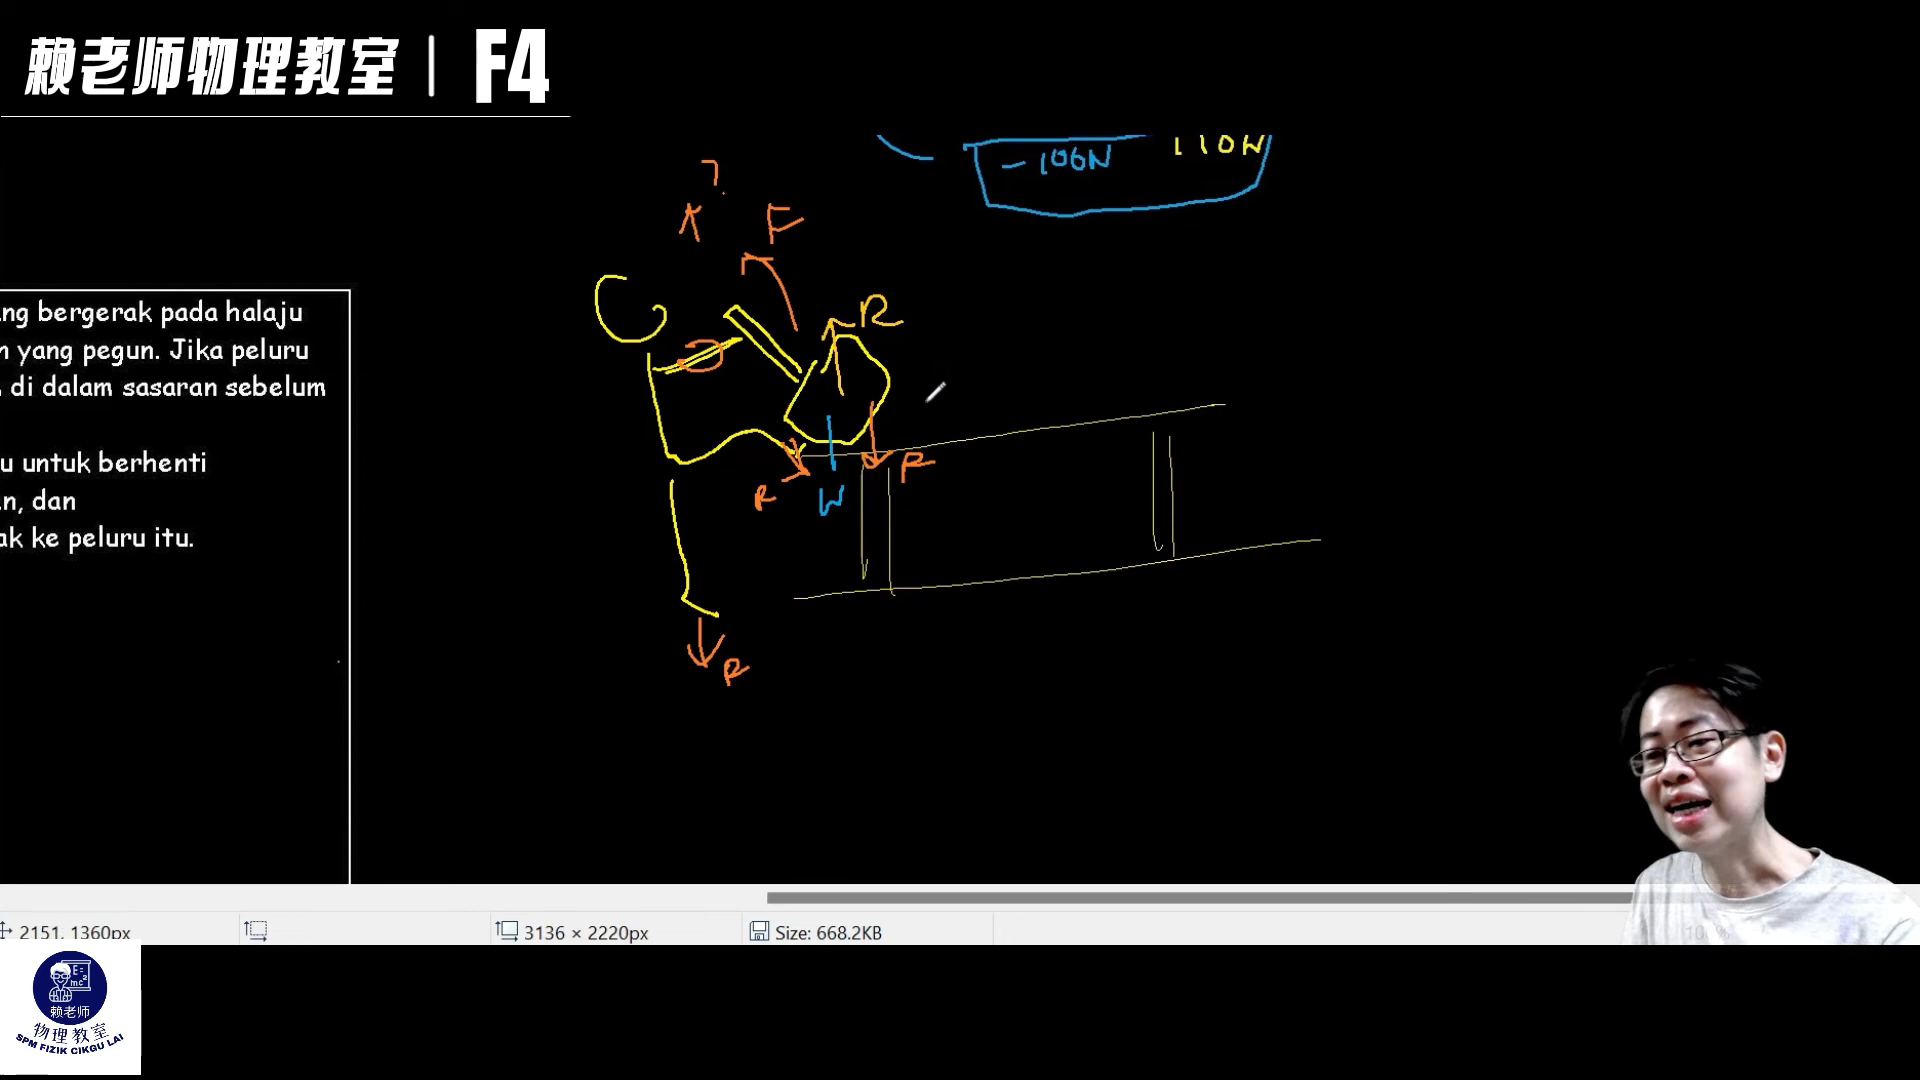 赖老师物理教室 | F4
-100N 110N
?
F
R
ng bergerak pada halaju
n yang pegun. Jika peluru
di dalam sasaran sebelum
u untuk berhenti
n, dan
ak ke peluru itu.
R
W
R
R
2151, 1360px
3136 × 2220px
Size: 668.2KB
E=
mc²
赖老师
物理教室
SPM FIZIK CIKGU LAI